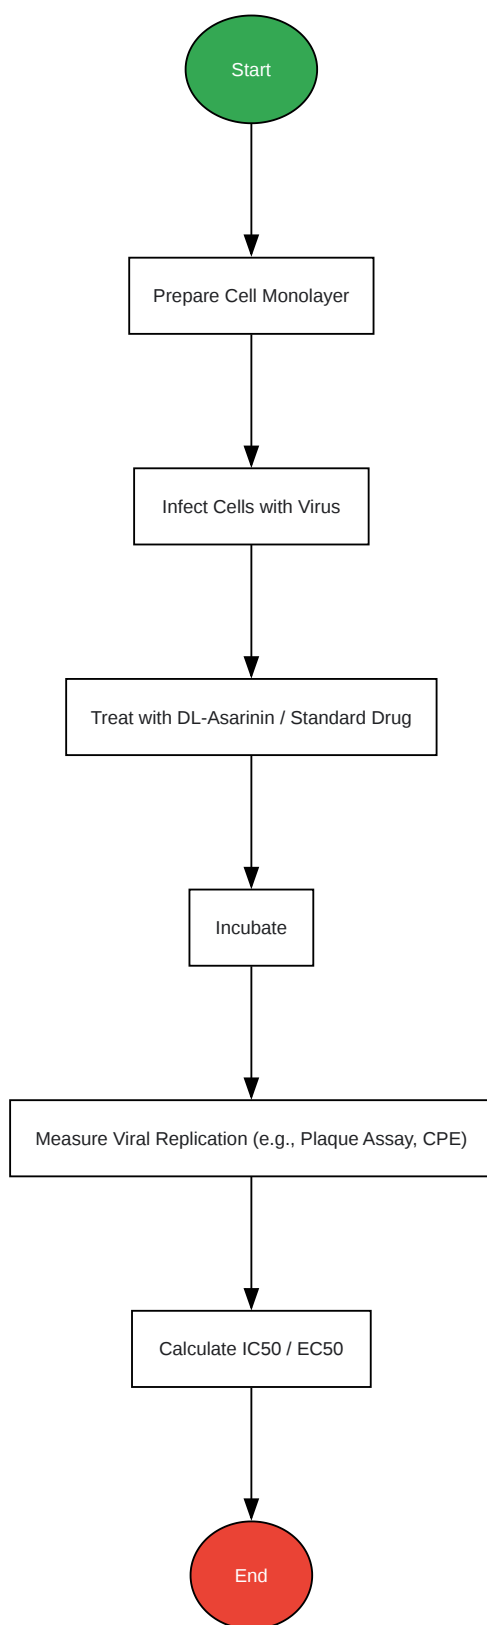 Start
Prepare Cell Monolayer
Infect Cells with Virus
Treat with DL-Asarinin / Standard Drug
Incubate
Measure Viral Replication (e.g., Plaque Assay, CPE)
Calculate IC50 / EC50
End